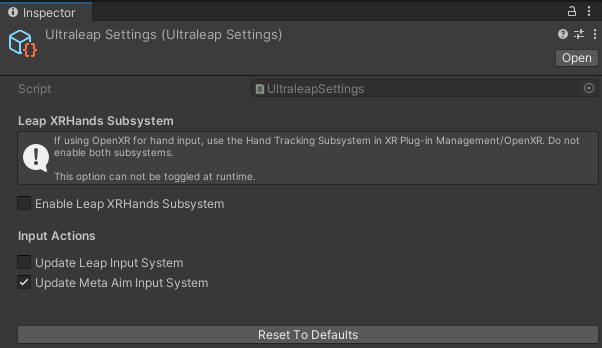 Inspector
Ultraleap Settings (Ultraleap Settings)
Open
Script
UltraleapSettings
Leap XRHands Subsystem
If using OpenXR for hand input, use the Hand Tracking Subsystem in XR Plug-in Management/OpenXR. Do not
enable both subsystems.
This option can not be toggled at runtime.
Enable Leap XRHands Subsystem
Input Actions
Update Leap Input System
Update Meta Aim Input System
Reset To Defaults